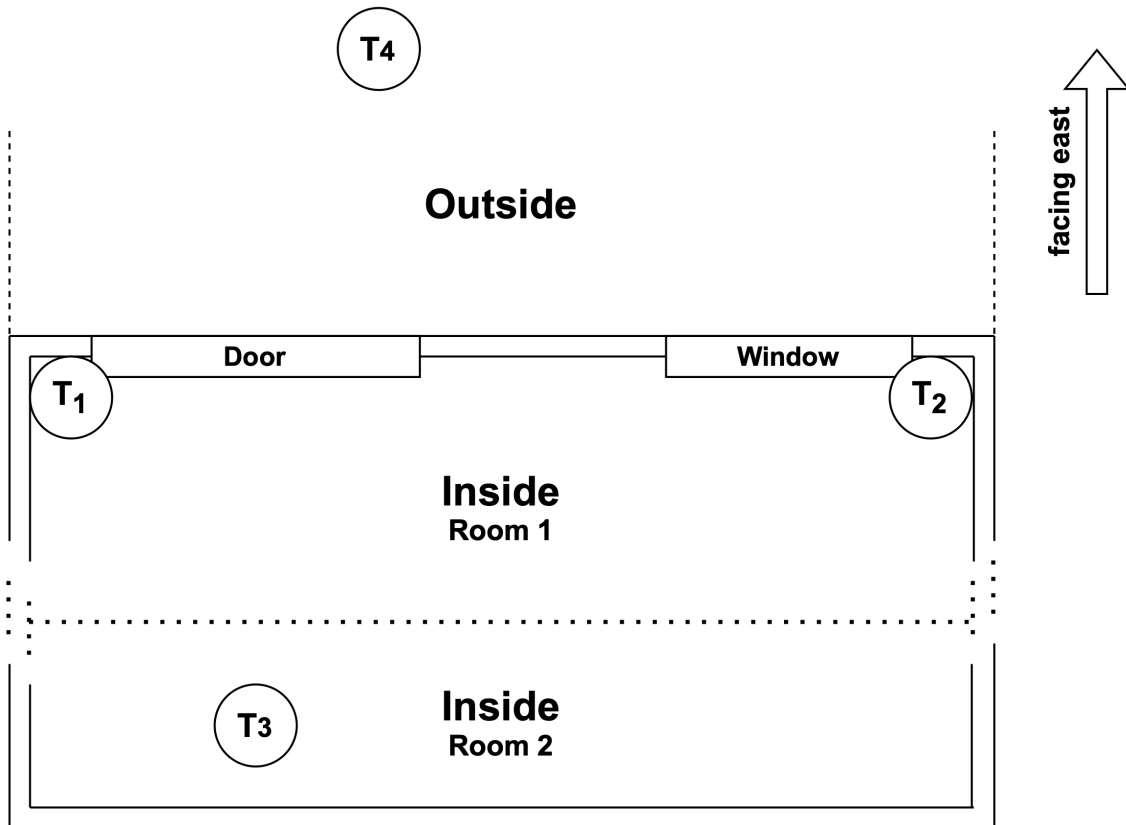 T4
facing east
Outside
Door
Window
T1
T2
Inside
Room 1
Inside
Room 2
T3